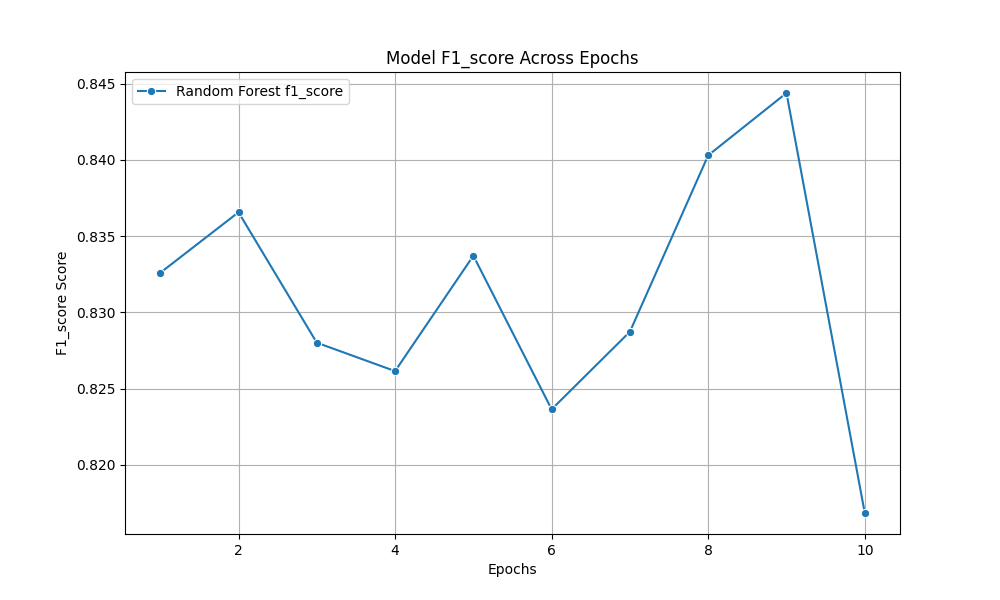 Model F1_score Across Epochs
Random Forest f1_score
0.845
0.840
0.835
0.830
0.825
0.820
F1_score Score
2 4 6 8 10
Epochs